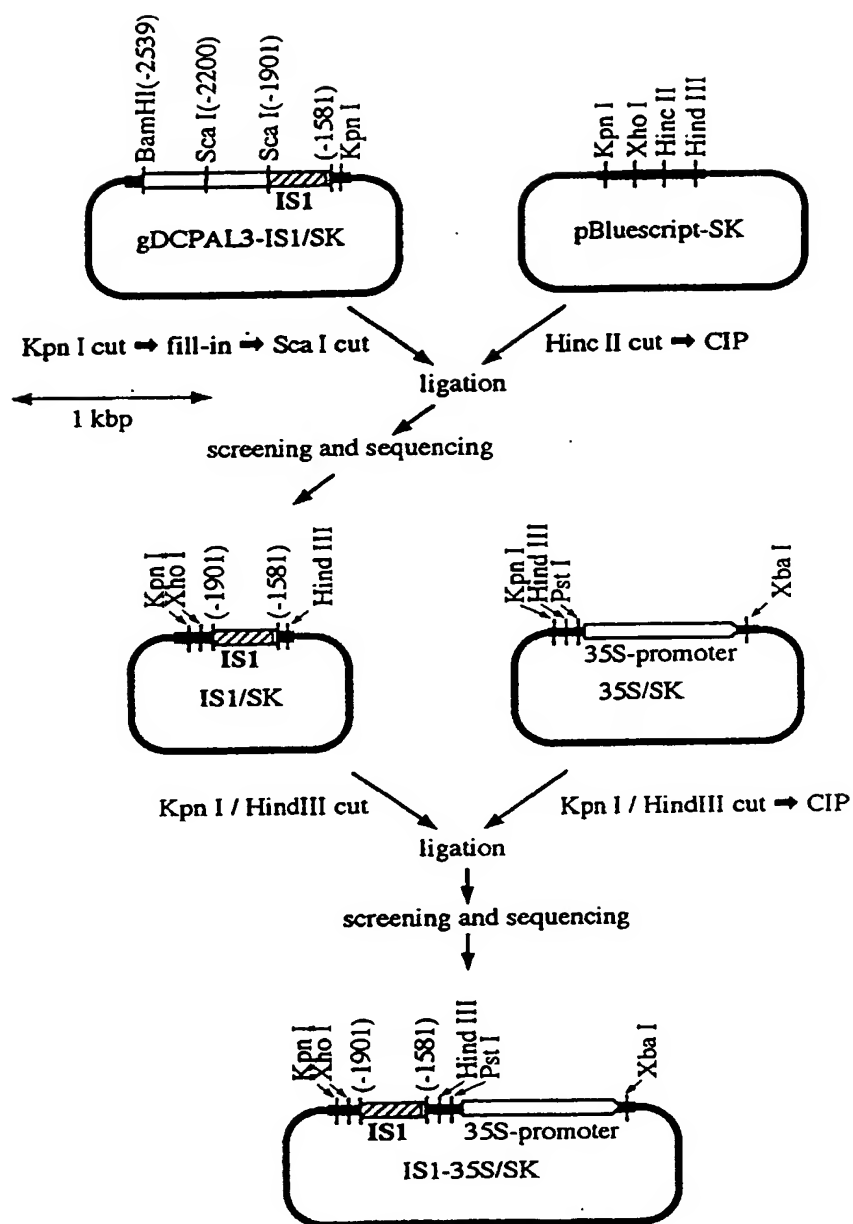 BamHI(-2539)
Sca I(-2200)
Sca I(-1901)
(-1581)
Kpn I
IS1
gDCPAL3-IS1/SK
Kpn I
Xho I
Hinc II
Hind III
pBluescript-SK
Kpn I cut ➡ fill-in ➡ Sca I cut
Hinc II cut ➡ CIP
ligation
1 kbp
screening and sequencing
Kpn I
Xho I
(-1901)
(-1581)
Hind III
IS1
IS1/SK
Kpn I
Hind III
Pst I
Xba I
35S-promoter
35S/SK
Kpn I / HindIII cut
Kpn I / HindIII cut ➡ CIP
ligation
screening and sequencing
Kpn I
Xho I
(-1901)
(-1581)
Hind III
Pst I
Xba I
IS1
35S-promoter
IS1-35S/SK